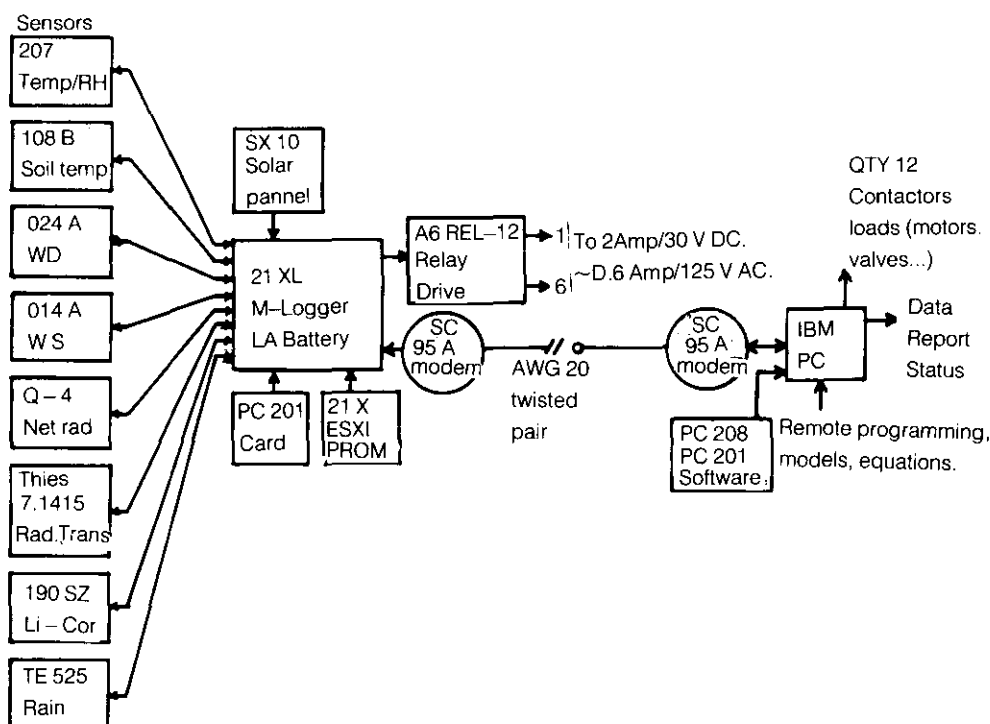 Sensors
207
Temp/RH
108 B
Soil temp
024 A
WD
014 A
W S
Q – 4
Net rad
Thies
7.1415
Rad.Trans
190 SZ
Li – Cor
TE 525
Rain
SX 10
Solar
pannel
21 XL
M–Logger
LA Battery
PC 201
Card
21 X
ESXI
PROM
A6 REL–12
Relay
Drive
1
6
To 2Amp/30 V DC.
~D.6 Amp/125 V AC.
SC
95 A
modem
AWG 20
twisted
pair
SC
95 A
modem
IBM
PC
PC 208
PC 201
Software
QTY 12
Contactors
loads (motors.
valves...)
Data
Report
Status
Remote programming,
models, equations.